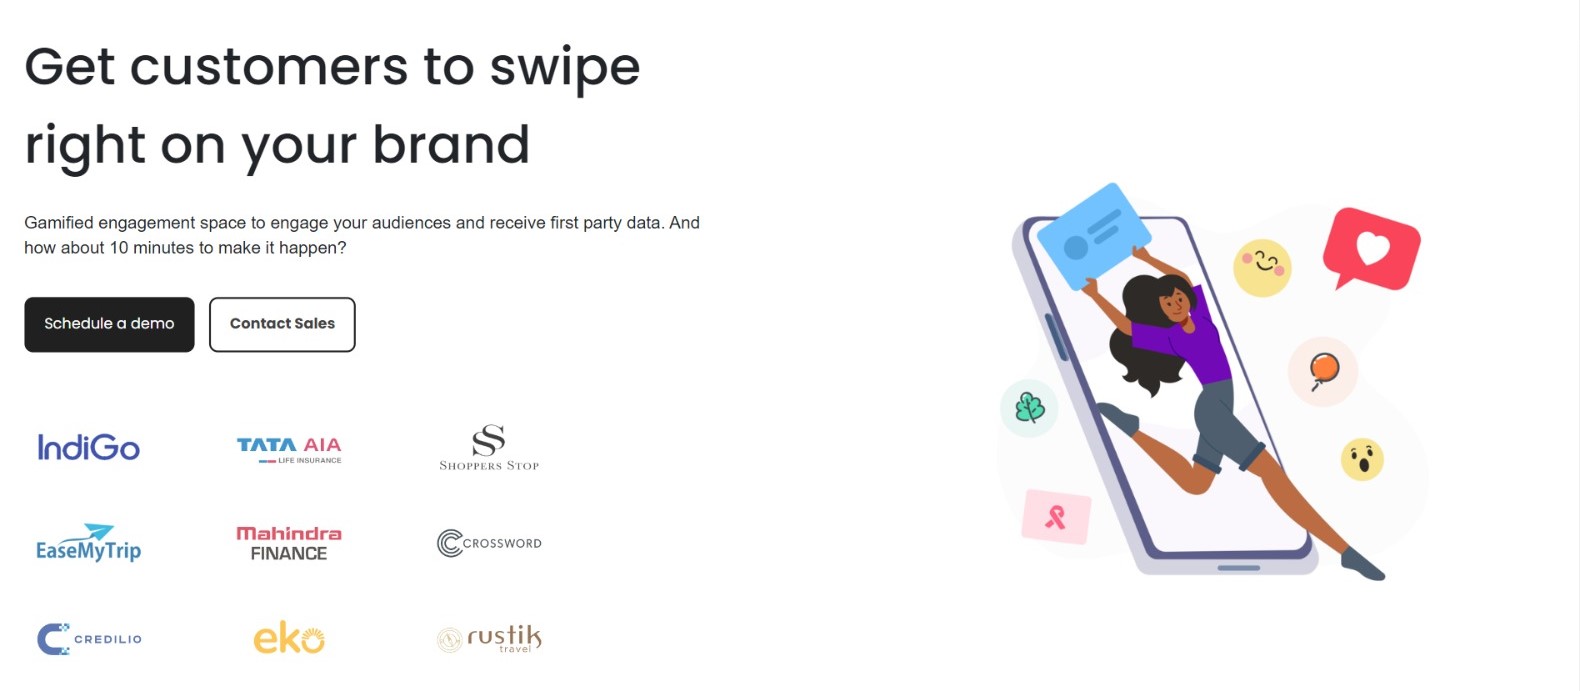 Get customers to swipe
right on your brand
Gamified engagement space to engage your audiences and receive first party data. And
how about 10 minutes to make it happen?
Schedule a demo
Contact Sales
IndiGo
TATA AIA
LIFE INSURANCE
SHOPPERS STOP
EaseMyTrip
Mahindra
FINANCE
CROSSWORD
CREDILIO
eko
rustik
travel